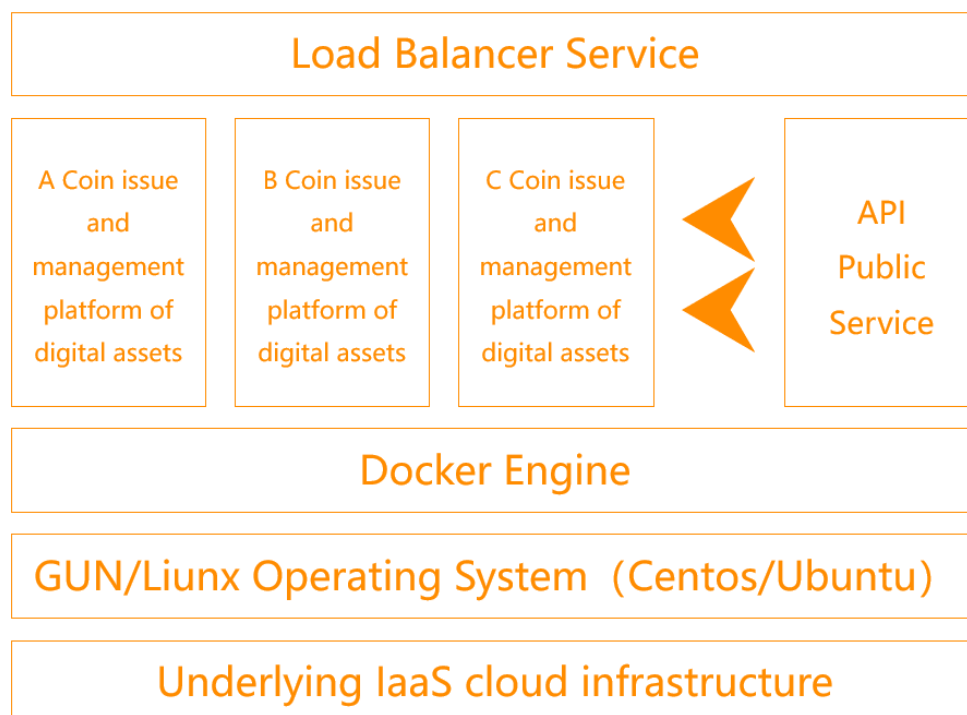 Load Balancer Service
A Coin issue
and
management
platform of
digital assets
B Coin issue
and
management
platform of
digital assets
C Coin issue
and
management
platform of
digital assets
API
Public
Service
Docker Engine
GUN/Liunx Operating System（Centos/Ubuntu）
Underlying IaaS cloud infrastructure